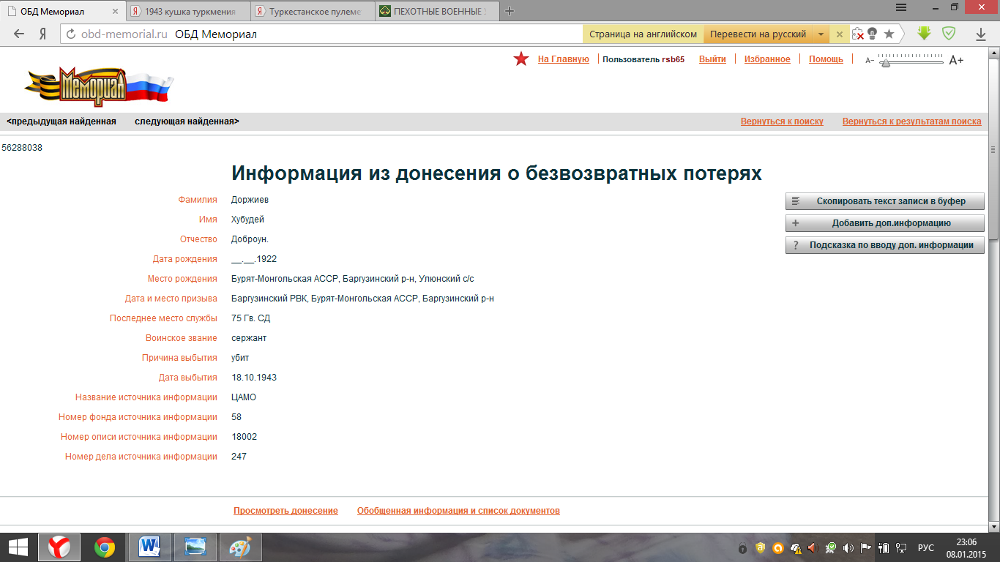 ОБД Мемориал
1943 кушка туркмения
Туркестанское пулеме
ПЕХОТНЫЕ ВОЕННЫЕ
obd-memorial.ru ОБД Мемориал
Страница на английском Перевести на русский
На Главную Пользователь rsb65 Выйти Избранное Помощь A- A+
Мемориал
<предыдущая найденная следующая найденная> Вернуться к поиску Вернуться к результатам поиска
56288038
Информация из донесения о безвозвратных потерях
Фамилия Доржиев
Имя Хубудей
Отчество Доброун.
Дата рождения __.__.1922
Место рождения Бурят-Монгольская АССР, Баргузинский р-н, Улюнский с/с
Дата и место призыва Баргузинский РВК, Бурят-Монгольская АССР, Баргузинский р-н
Последнее место службы 75 Гв. СД
Воинское звание сержант
Причина выбытия убит
Дата выбытия 18.10.1943
Название источника информации ЦАМО
Номер фонда источника информации 58
Номер описи источника информации 18002
Номер дела источника информации 247
Скопировать текст записи в буфер
+ Добавить доп.информацию
? Подсказка по вводу доп. информации
Просмотреть донесение Обобщенная информация и список документов
РУС
23:06
08.01.2015